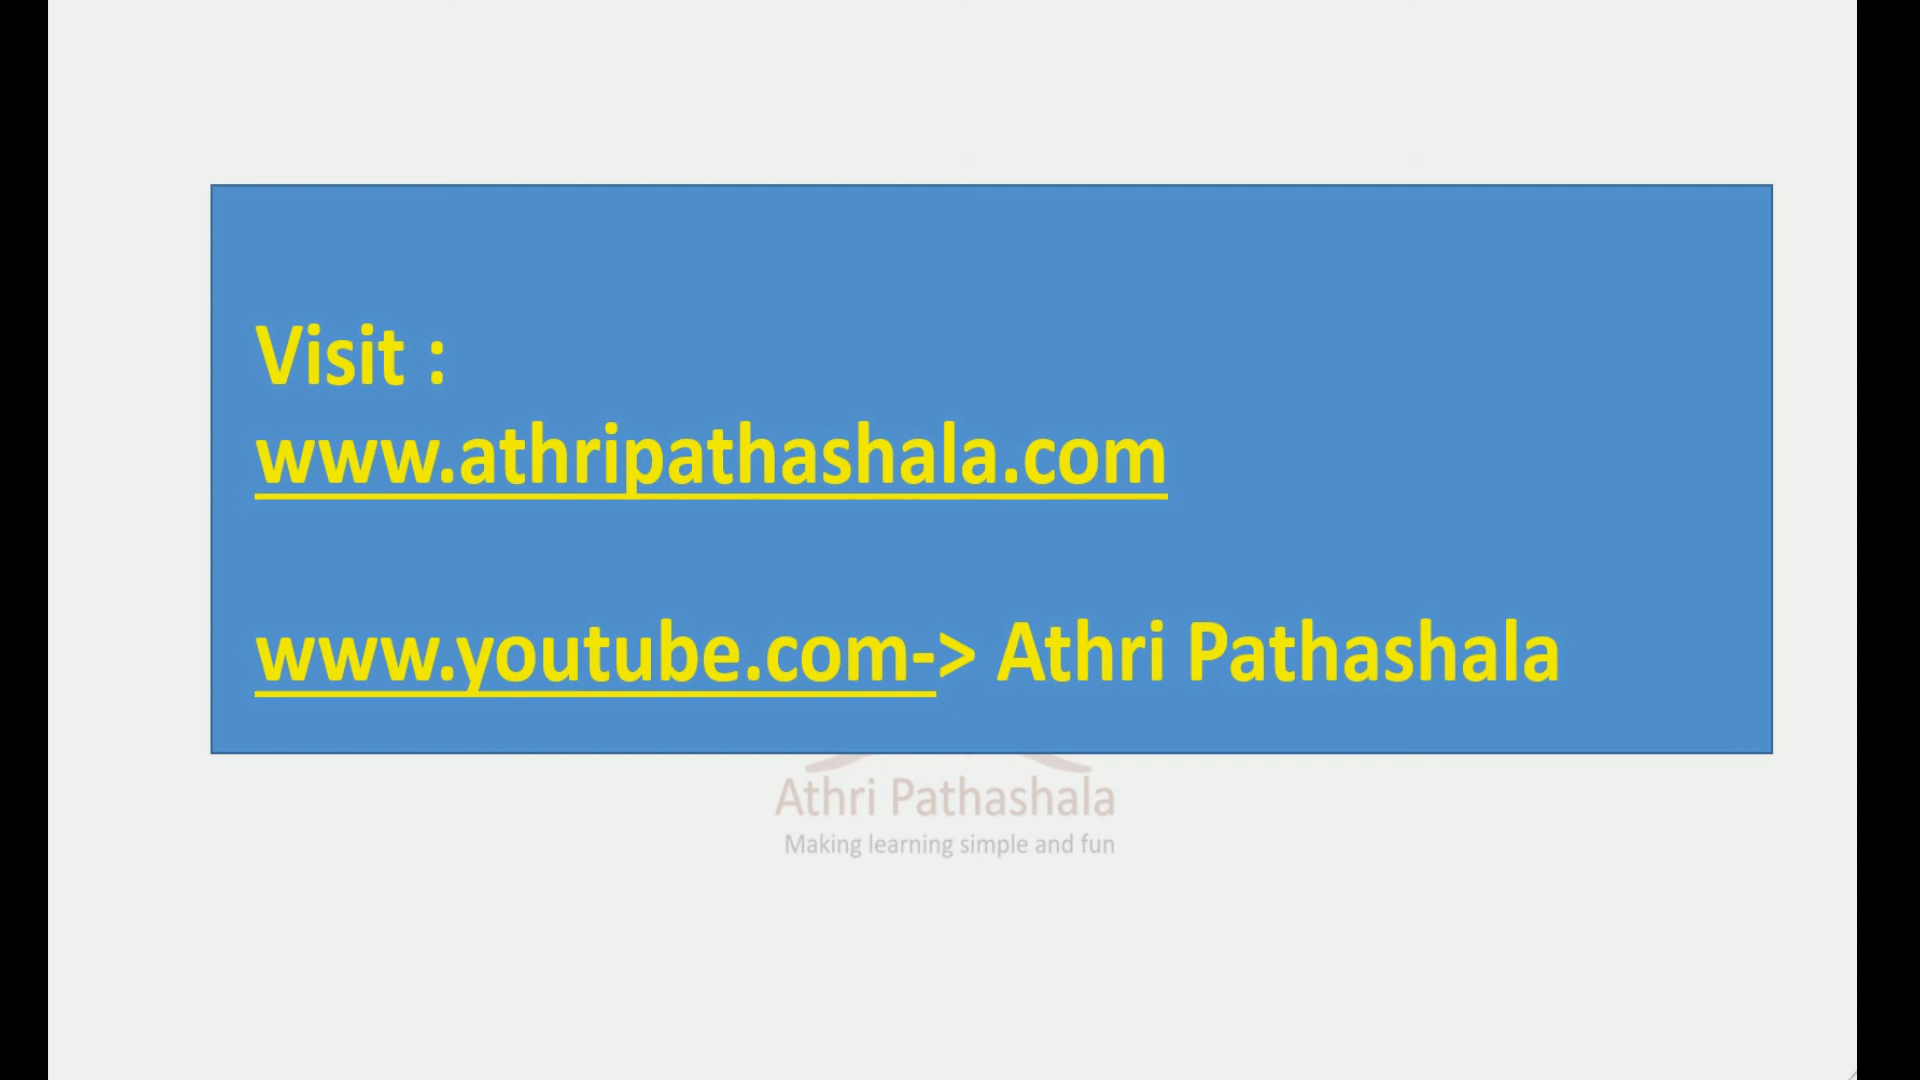 Visit :
www.athripathashala.com
www.youtube.com-> Athri Pathashala
Athri Pathashala
Making learning simple and fun